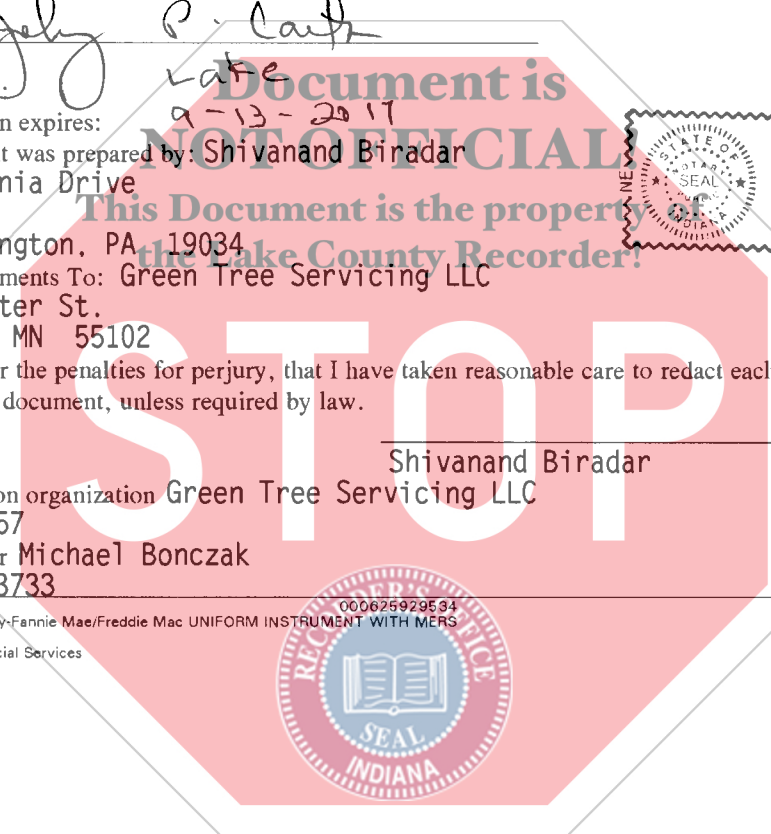 P. Cart
Lake
Document is
n expires: 9-13-2017
NOT OFFICIAL!
t was prepared by: Shivanand Biradar
nia Drive
This Document is the property of
ngton, PA 19034
the Lake County Recorder!
ments To: Green Tree Servicing LLC
ter St.
MN 55102
r the penalties for perjury, that I have taken reasonable care to redact each
document, unless required by law.
STOP
Shivanand Biradar
on organization Green Tree Servicing LLC
57
r Michael Bonczak
3733
000625929534
y-Fannie Mae/Freddie Mac UNIFORM INSTRUMENT WITH MERS
cial Services
RECORDER'S OFFICE
SEAL
INDIANA
NE
STATE OF
NOTARY
SEAL
INDIANA